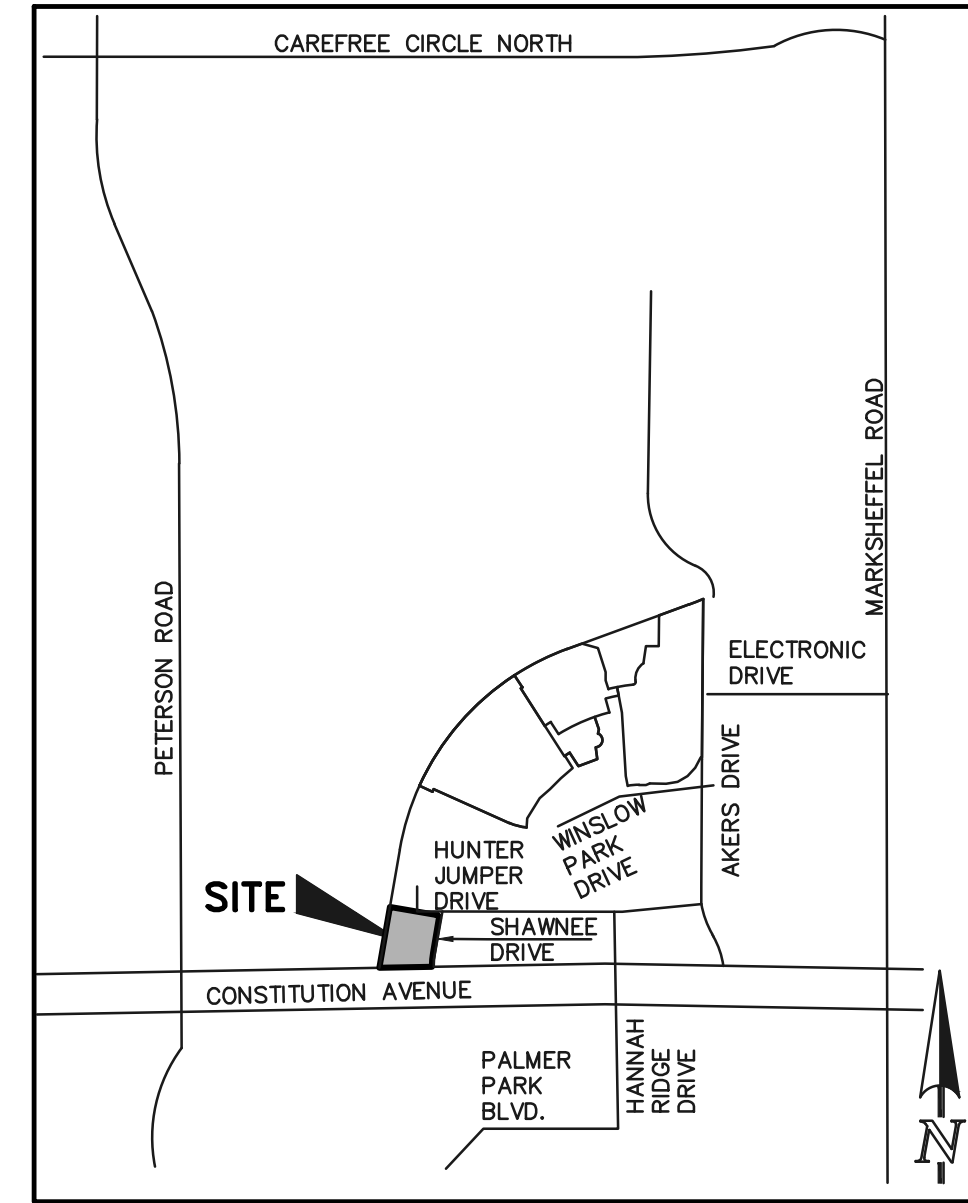 CAREFREE CIRCLE NORTH
MARKSHEFFEL ROAD
PETERSON ROAD
ELECTRONIC
DRIVE
AKERS DRIVE
WINSLOW
PARK
DRIVE
HUNTER
JUMPER
DRIVE
SITE
SHAWNEE
DRIVE
CONSTITUTION AVENUE
HANNAH
RIDGE
DRIVE
PALMER
PARK
BLVD.
N